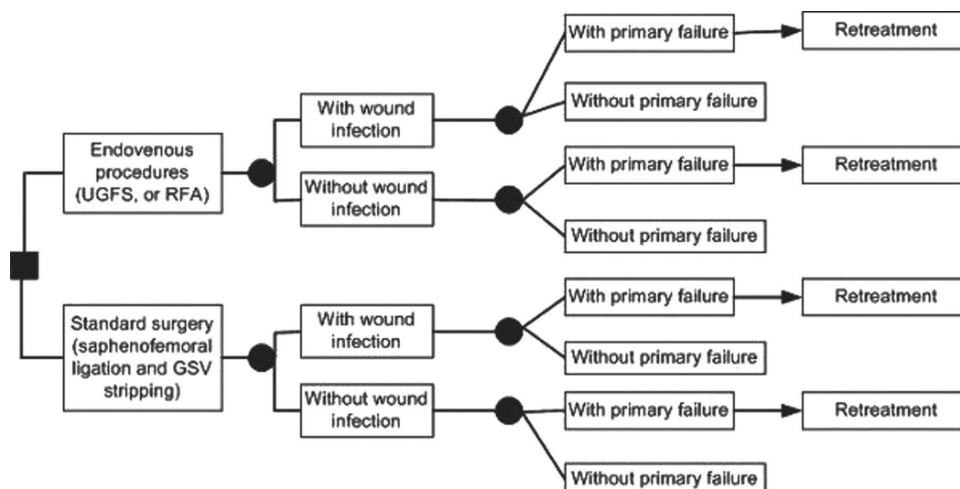 With primary failure
Retreatment
With wound
infection
Without primary failure
Endovenous
procedures
(UGFS, or RFA)
Without wound
infection
With primary failure
Retreatment
Without primary failure
Standard surgery
(saphenofemoral
ligation and GSV
stripping)
With wound
infection
With primary failure
Retreatment
Without primary failure
Without wound
infection
With primary failure
Retreatment
Without primary failure